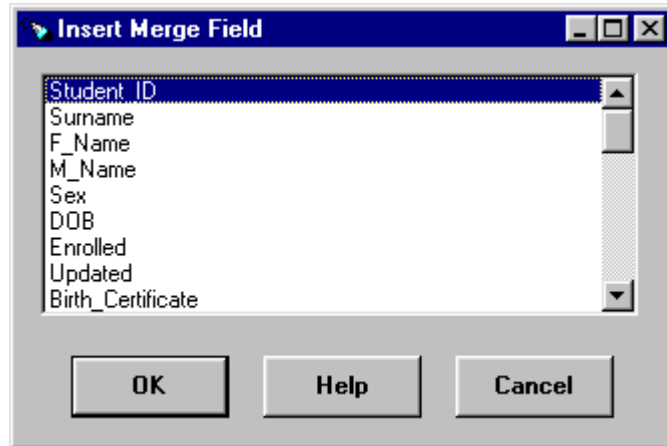 Insert Merge Field
Student_ID
Surname
F_Name
M_Name
Sex
DOB
Enrolled
Updated
Birth_Certificate
OK Help Cancel